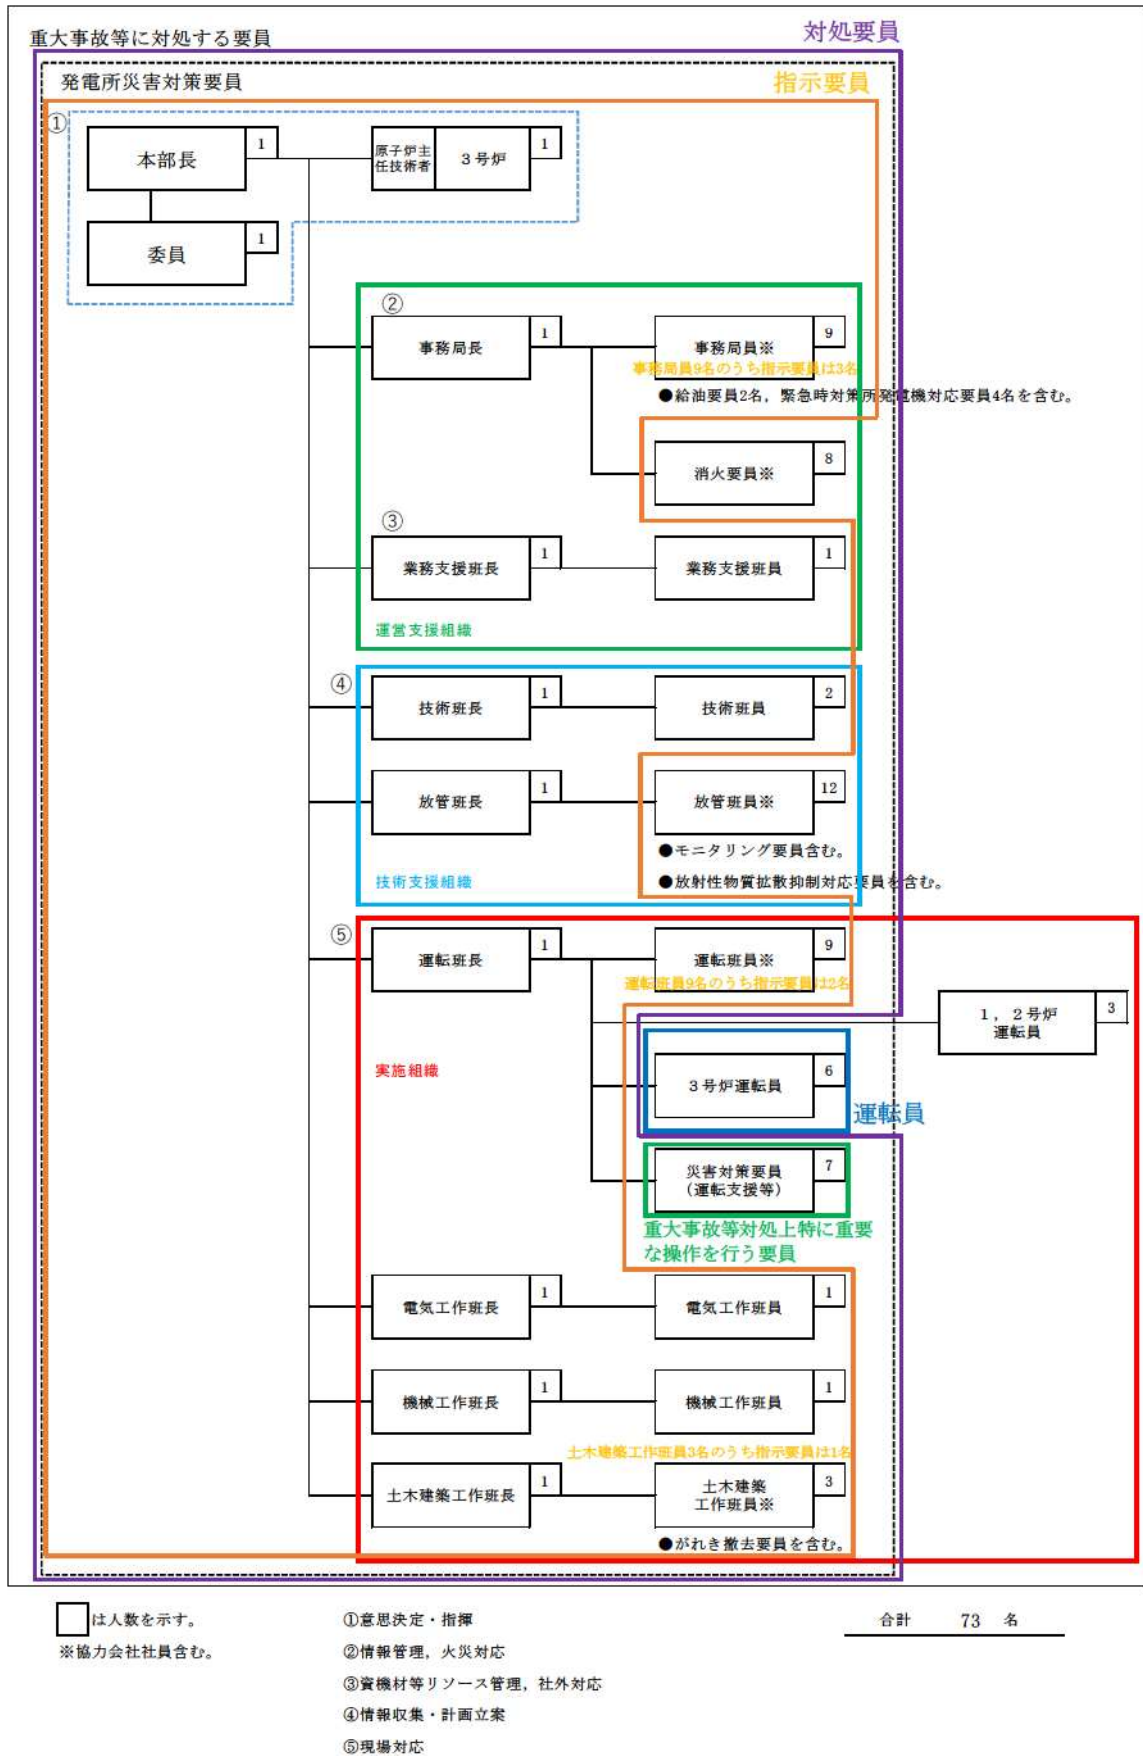 対処要員
重大事故等に対処する要員
発電所災害対策要員
指示要員
①
本部長
1
原子炉主
任技術者
3号炉
1
委員
1
②
事務局長
1
事務局員※
9
事務局員9名のうち指示要員は3名
●給油要員2名，緊急時対策所発電機対応要員4名を含む。
消火要員※
8
③
業務支援班長
1
業務支援班員
1
運営支援組織
④
技術班長
1
技術班員
2
放管班長
1
放管班員※
12
●モニタリング要員含む。
●放射性物質拡散抑制対応要員を含む。
技術支援組織
⑤
運転班長
1
運転班員※
9
運転班員9名のうち指示要員は2名
1，2号炉
運転員
3
実施組織
3号炉運転員
6
運転員
災害対策要員
（運転支援等）
7
重大事故等対処上特に重要
な操作を行う要員
電気工作班長
1
電気工作班員
1
機械工作班長
1
機械工作班員
1
土木建築工作班員3名のうち指示要員は1名
土木建築工作班長
1
土木建築
工作班員※
3
●がれき撤去要員を含む。
は人数を示す。
※協力会社社員含む。
①意思決定・指揮
②情報管理，火災対応
③資機材等リソース管理，社外対応
④情報収集・計画立案
⑤現場対応
合計 73 名